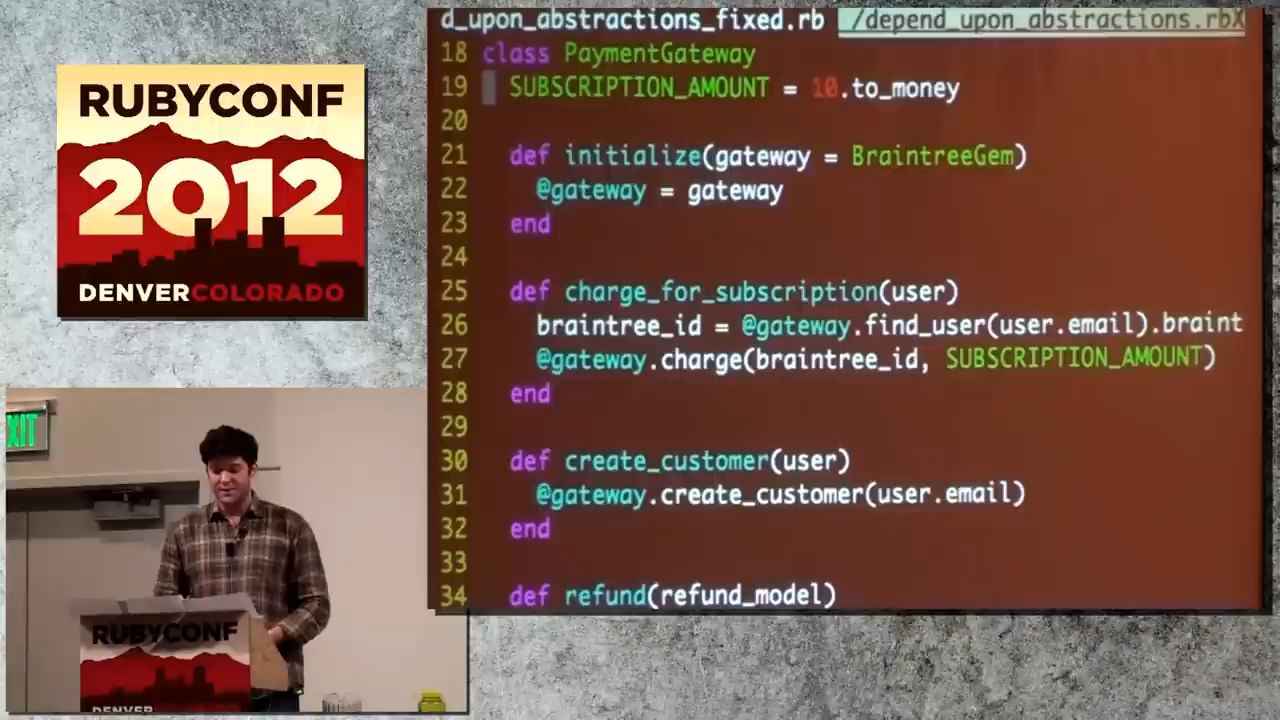 RUBYCONF
2012
DENVERCOLORADO
EXIT
RUBYCONF
DENVER
d_upon_abstractions_fixed.rb ./depend_upon_abstractions.rbX
18 class PaymentGateway
19 SUBSCRIPTION_AMOUNT = 10.to_money
20
21 def initialize(gateway = BraintreeGem)
22 @gateway = gateway
23 end
24
25 def charge_for_subscription(user)
26 braintree_id = @gateway.find_user(user.email).braint
27 @gateway.charge(braintree_id, SUBSCRIPTION_AMOUNT)
28 end
29
30 def create_customer(user)
31 @gateway.create_customer(user.email)
32 end
33
34 def refund(refund_model)